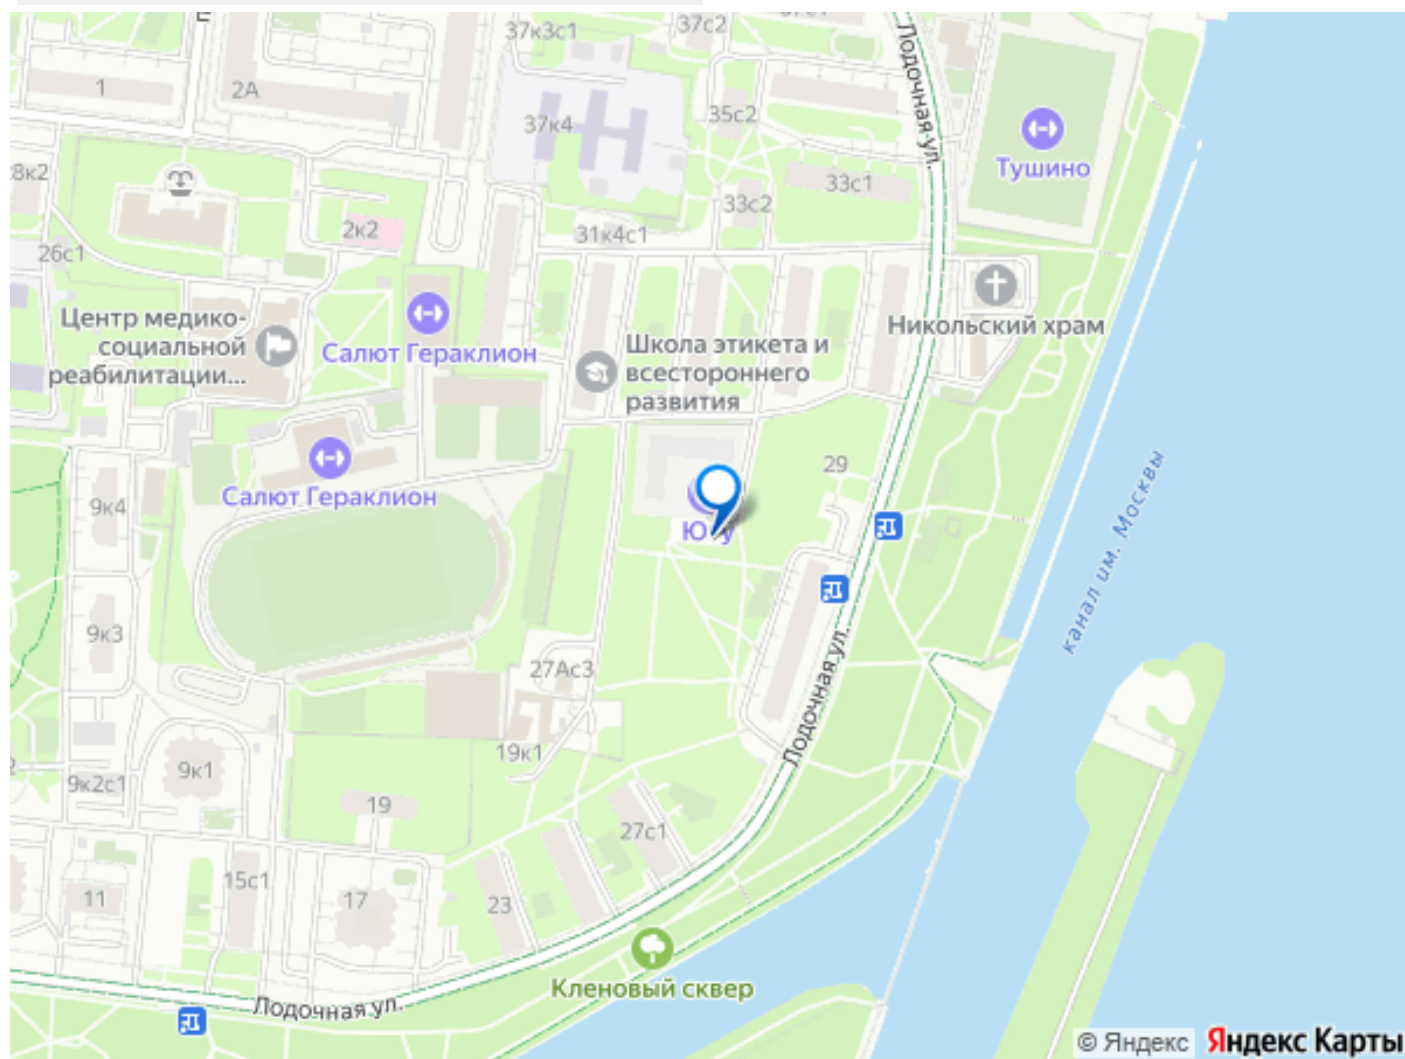 37к3с1
37с2
Лодочная ул.
1
2А
35с2
37к4
Тушино
8к2
33с1
33с2
2к2
31к4с1
26с1
Никольский храм
Центр медико-
социальной
реабилитации...
Салют Гераклион
Школа этикета и
всестороннего
развития
29
Салют Гераклион
9к4
канал им. Москвы
9к3
27Ас3
Лодочная ул.
19к1
9к1
9к2с1
19
27с1
15с1
11
17
23
Кленовый сквер
Лодочная ул.
© Яндекс
Яндекс Карты